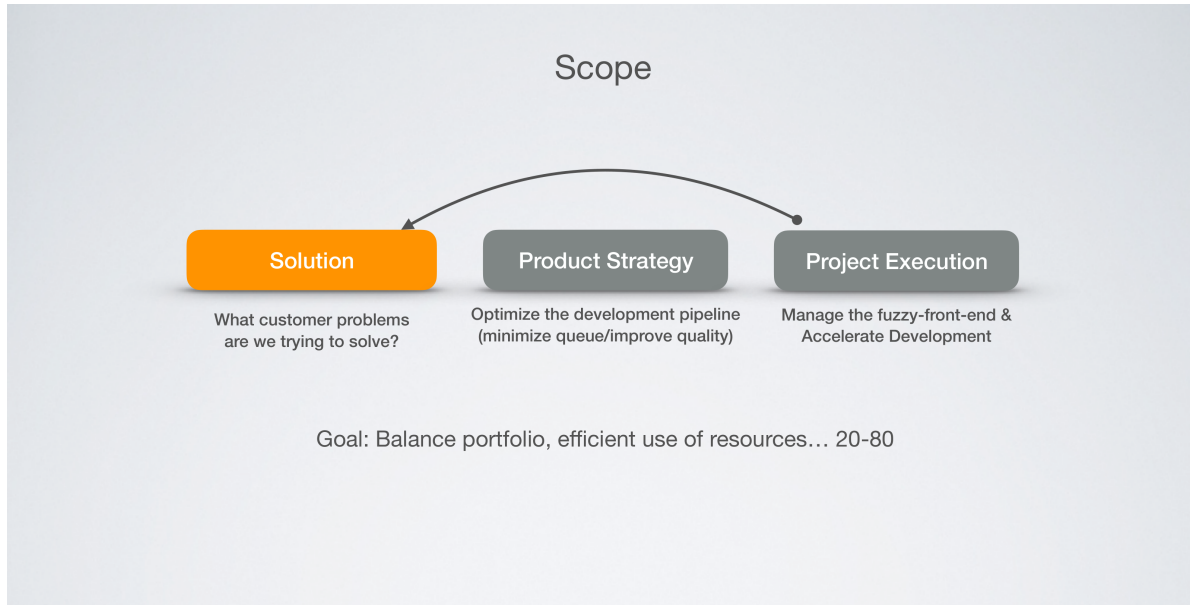 Scope
Solution
Product Strategy
Project Execution
What customer problems
are we trying to solve?
Optimize the development pipeline
(minimize queue/improve quality)
Manage the fuzzy-front-end &
Accelerate Development
Goal: Balance portfolio, efficient use of resources… 20-80